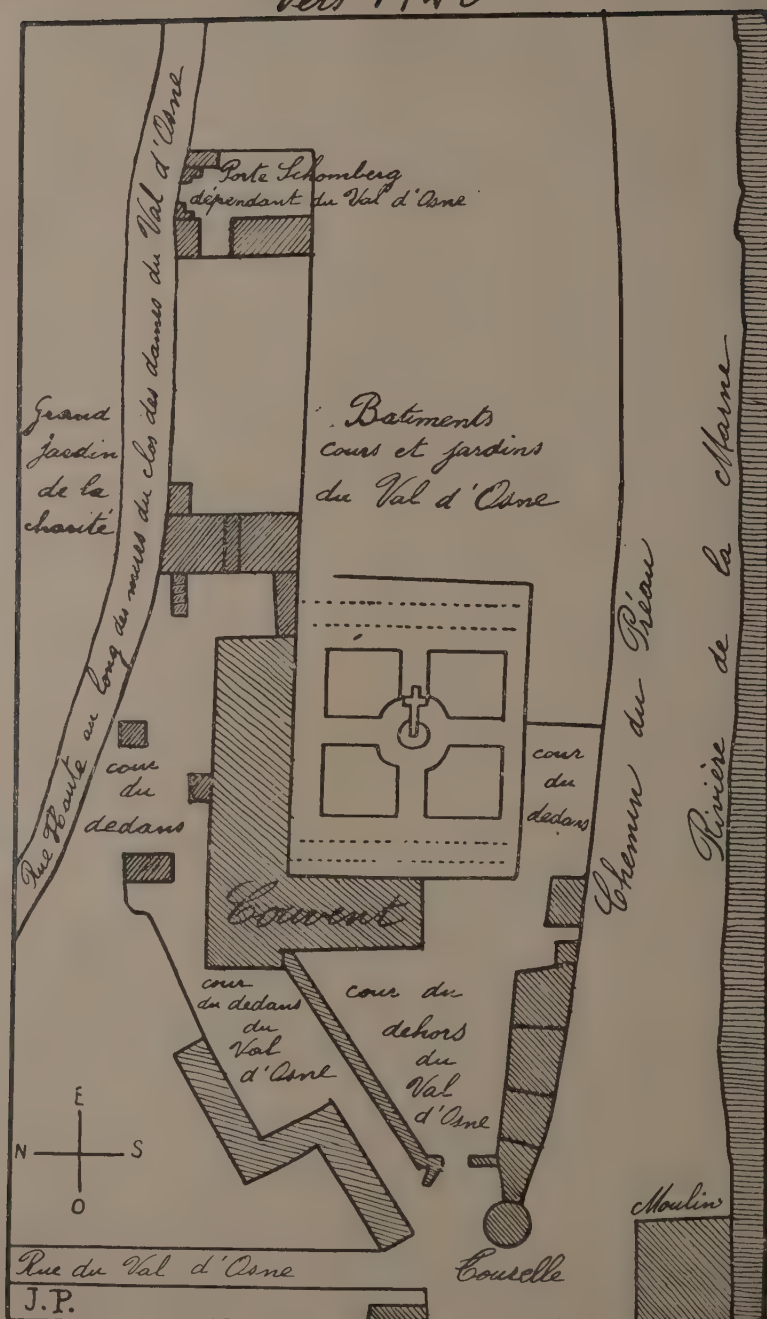 vers
Rue Haute au long des murs du clos des dames du Val d'Osne
Porte Schomberg
dépendant du Val d'Osne
Grand
jardin
de la
charité
Batiments
cours et jardins
du Val d'Osne
Chemin du Préau
Rivière de la Marne
cour
du
dedans
cour
du
dedans
Couvent
cour
du dedans
du
Val
d'Osne
cour du
dehors
du
Val
d'Osne
E
N S
O
Moulin
Rue du Val d'Osne
Tourelle
J.P.